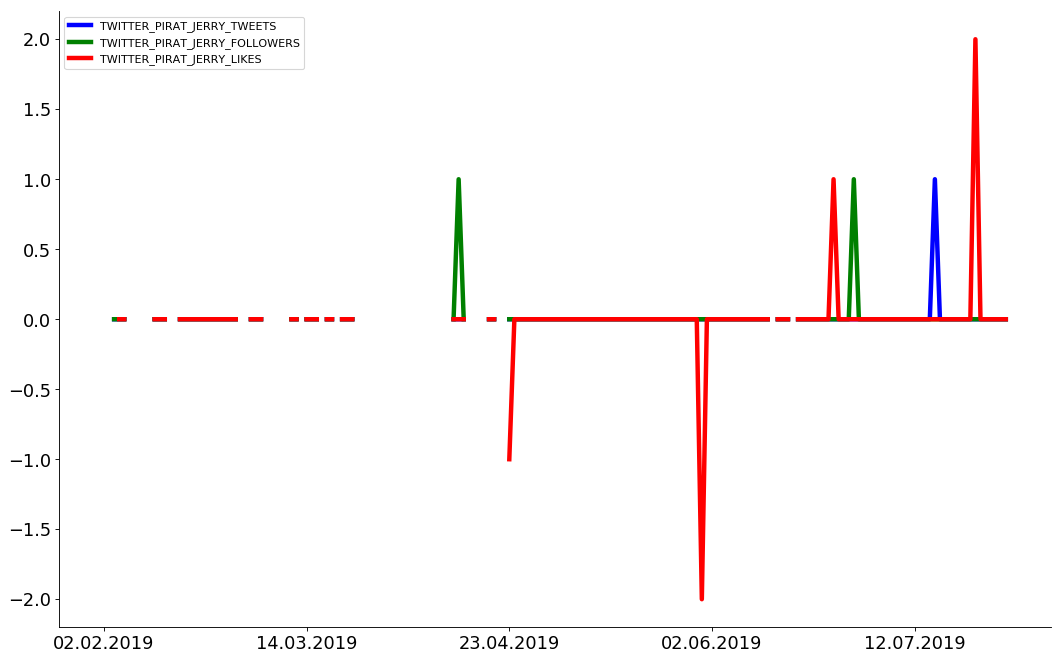 TWITTER_PIRAT_JERRY_TWEETS
TWITTER_PIRAT_JERRY_FOLLOWERS
TWITTER_PIRAT_JERRY_LIKES
2.0
1.5
1.0
0.5
0.0
−0.5
−1.0
−1.5
−2.0
02.02.2019 14.03.2019 23.04.2019 02.06.2019 12.07.2019